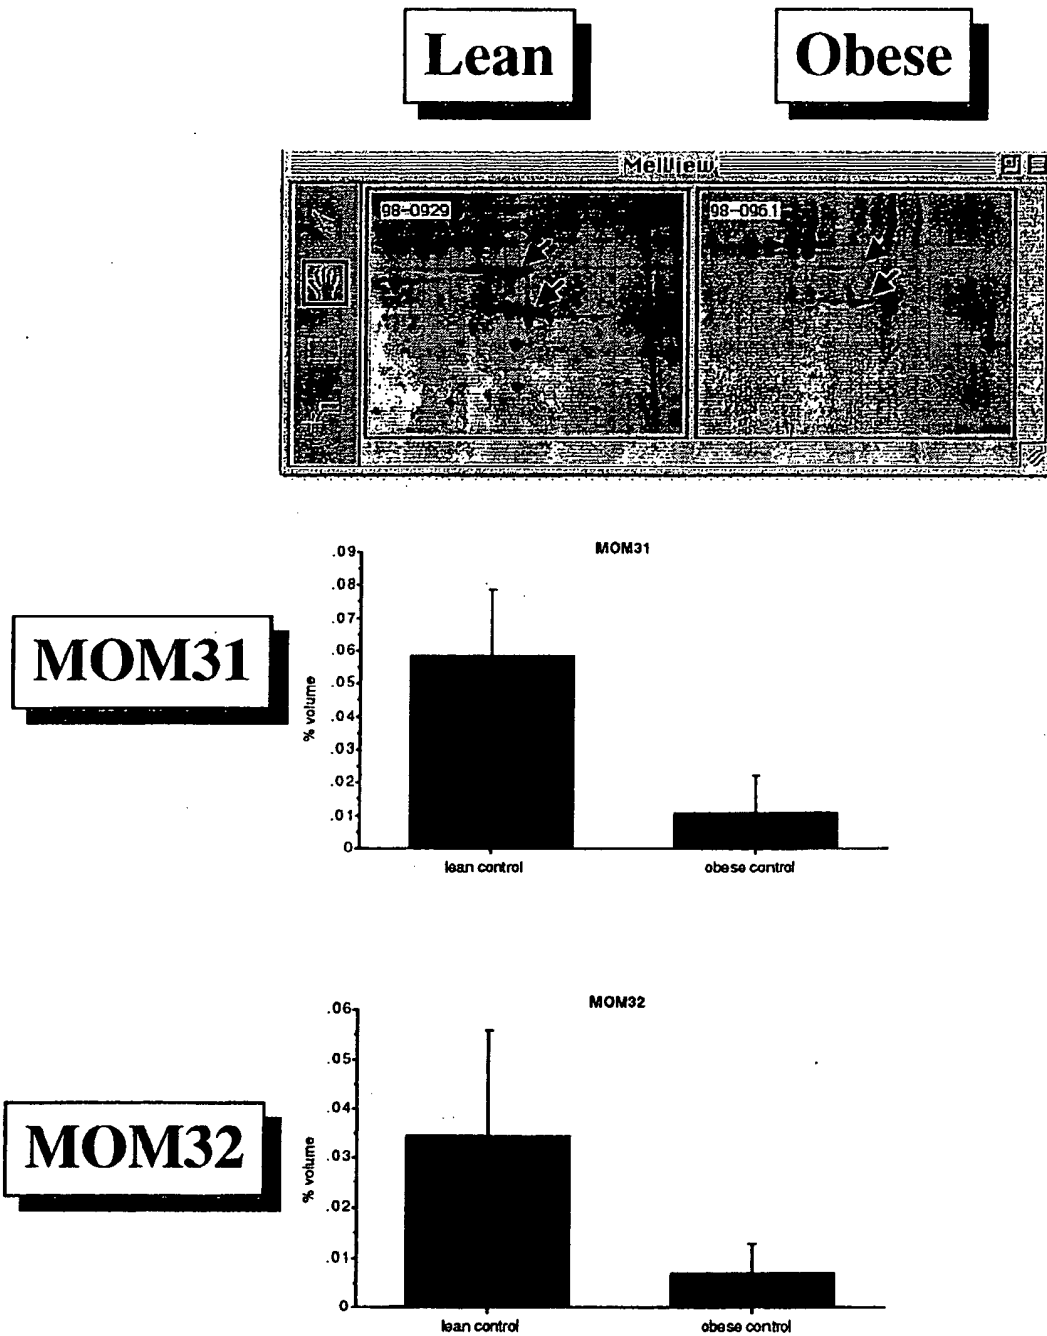 Lean
Obese
MelView
98-0929
98-0961
MOM31
MOM31
.09
.08
.07
.06
.05
.04
.03
.02
.01
0
% volume
lean control
obese control
MOM32
MOM32
.06
.05
.04
.03
.02
.01
0
% volume
lean control
obese control